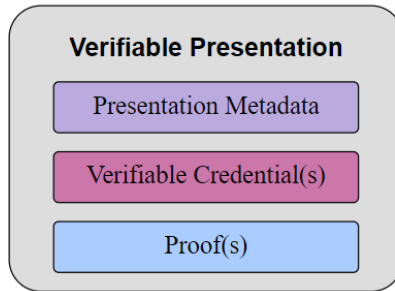 Verifiable Presentation
Presentation Metadata
Verifiable Credential(s)
Proof(s)